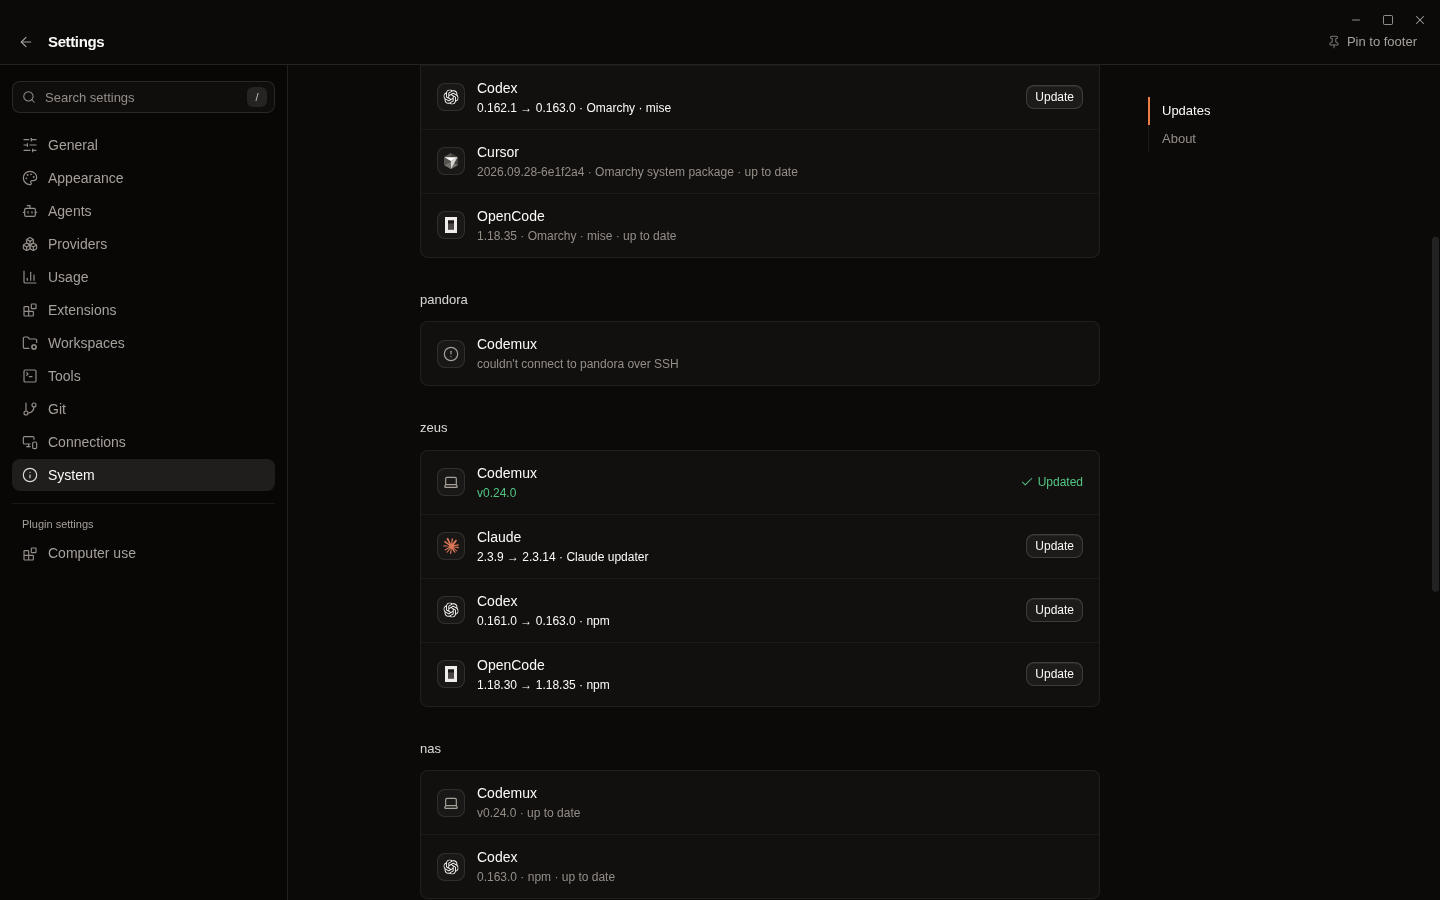 Settings
Pin to footer
Search settings
/
General
Appearance
Agents
Providers
Usage
Extensions
Workspaces
Tools
Git
Connections
System
Plugin settings
Computer use
Codex
0.162.1 → 0.163.0 · Omarchy · mise
Update
Cursor
2026.09.28-6e1f2a4 · Omarchy system package · up to date
OpenCode
1.18.35 · Omarchy · mise · up to date
pandora
Codemux
couldn't connect to pandora over SSH
zeus
Codemux
v0.24.0
Updated
Claude
2.3.9 → 2.3.14 · Claude updater
Update
Codex
0.161.0 → 0.163.0 · npm
Update
OpenCode
1.18.30 → 1.18.35 · npm
Update
nas
Codemux
v0.24.0 · up to date
Codex
0.163.0 · npm · up to date
Updates
About